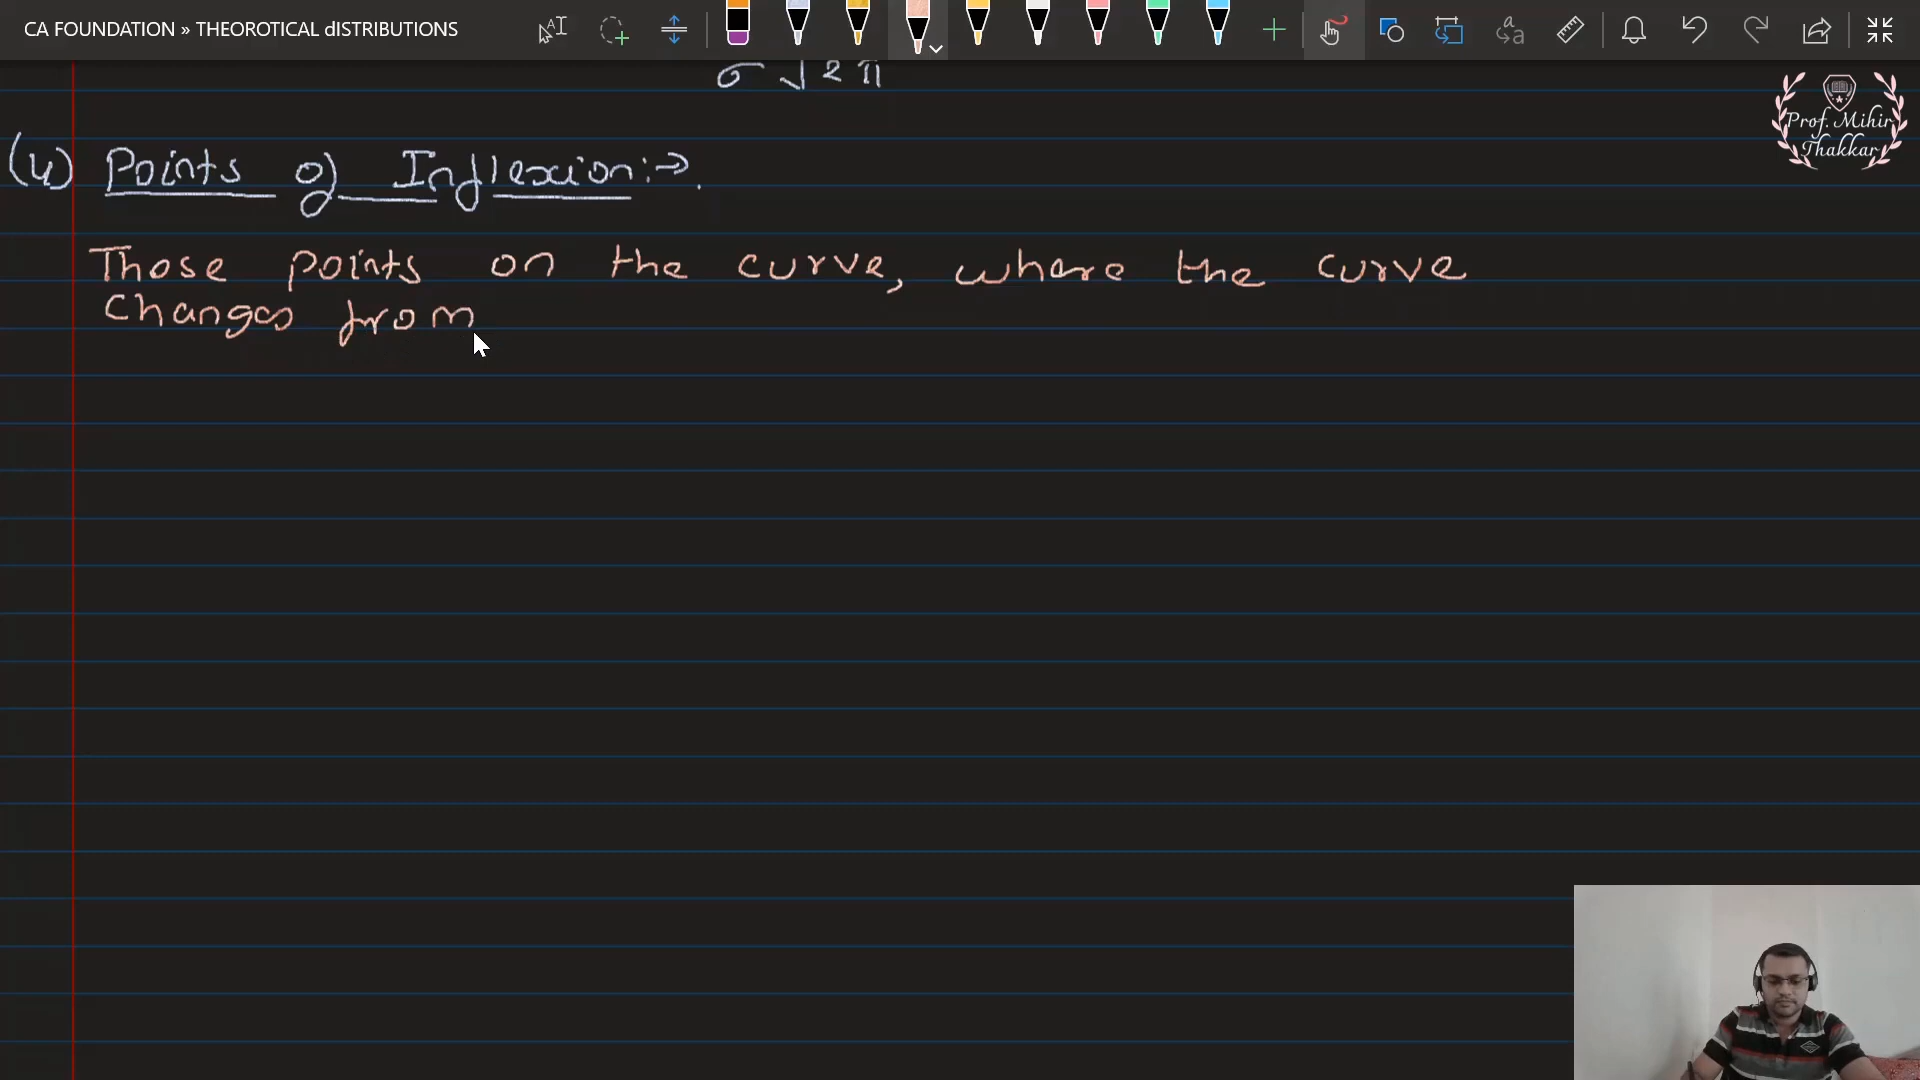 CA FOUNDATION » THEOROTICAL dISTRIBUTIONS
σ √2π
Prof. Mihir
Thakkar
(4) Points of Inflexion :→.
Those points on the curve, where the curve
Changes from